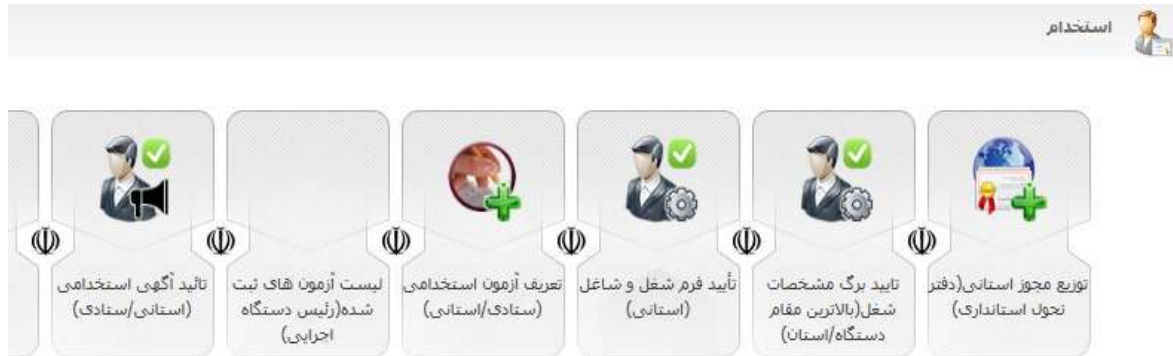 استخدام
توزیع مجوز استانی(دفتر
تحول استانداری)
تایید برگ مشخصات
شغل(بالاترین مقام
دستگاه/استان)
تأیید فرم شغل و شاغل
(استانی)
تعریف آزمون استخدامی
(ستادی/استانی)
لیست آزمون های ثبت
شده(رئیس دستگاه
اجرایی)
تائید آگهی استخدامی
(استانی/ستادی)